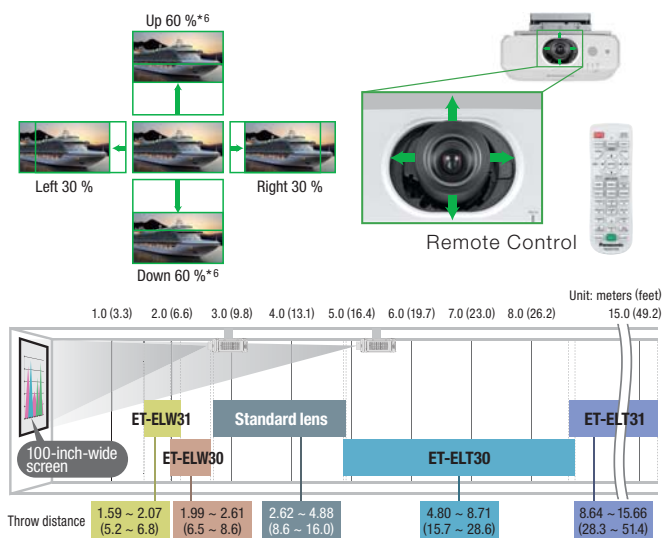 Up 60 %*6
Left 30 %
Right 30 %
Down 60 %*6
Panasonic
Remote Control
Unit: meters (feet)
1.0 (3.3) 2.0 (6.6) 3.0 (9.8) 4.0 (13.1) 5.0 (16.4) 6.0 (19.7) 7.0 (23.0) 8.0 (26.2) 15.0 (49.2)
ET-ELW31 Standard lens ET-ELT31
100-inch-wide
screen
ET-ELW30 ET-ELT30
Throw distance
1.59 ~ 2.07
(5.2 ~ 6.8)
1.99 ~ 2.61
(6.5 ~ 8.6)
2.62 ~ 4.88
(8.6 ~ 16.0)
4.80 ~ 8.71
(15.7 ~ 28.6)
8.64 ~ 15.66
(28.3 ~ 51.4)